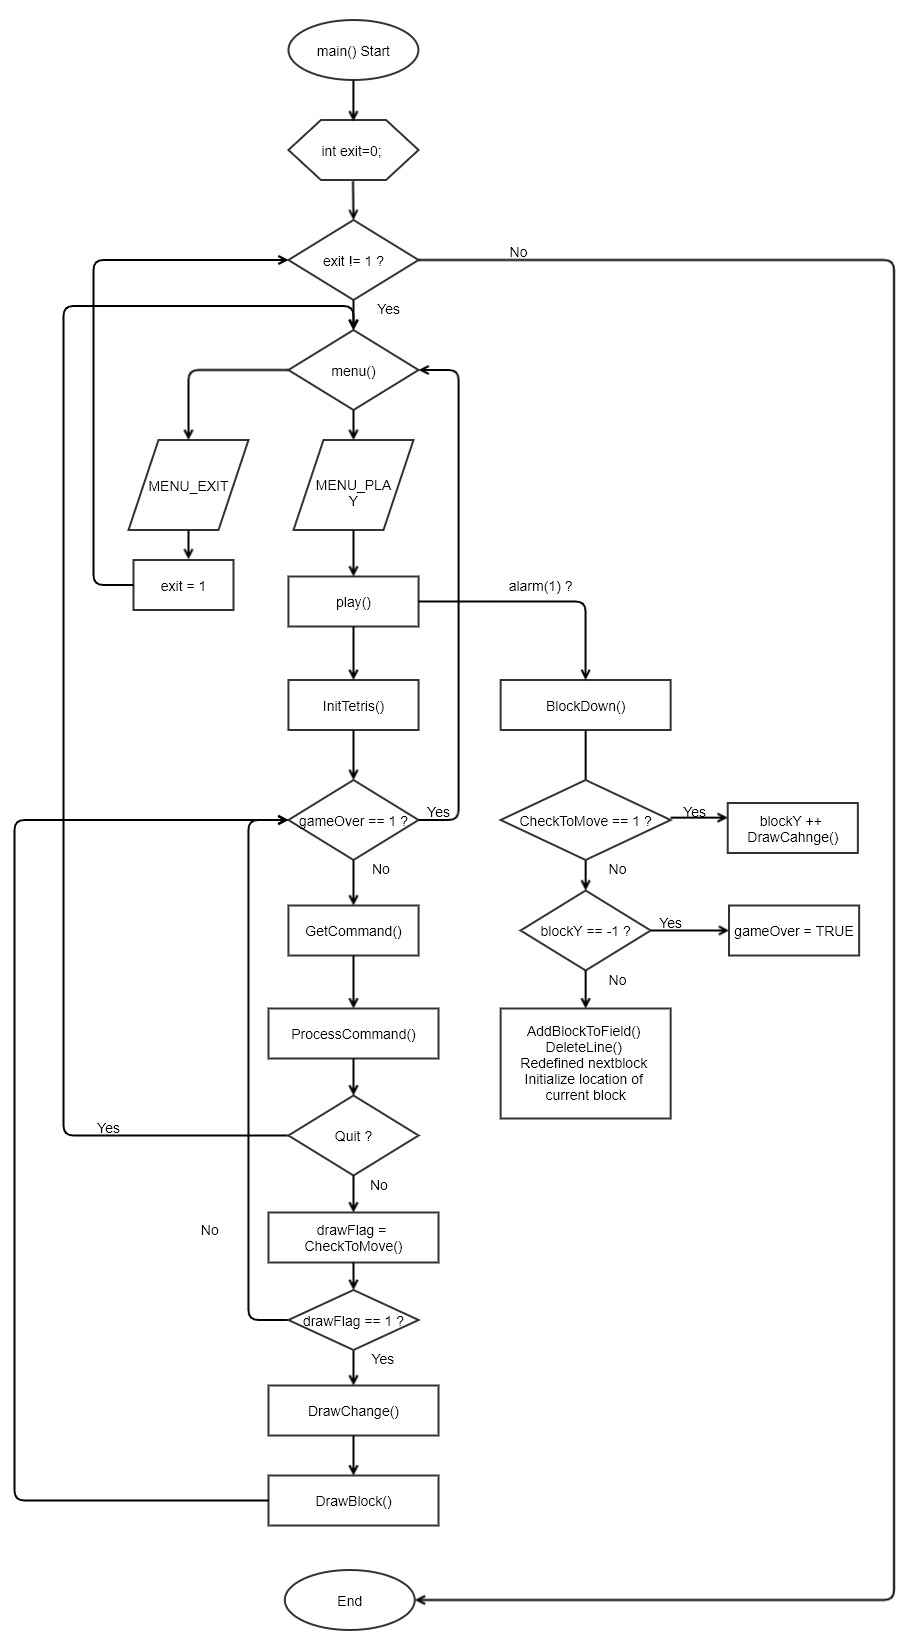 main() Start
int exit=0;
exit != 1 ?
No
Yes
menu()
MENU_EXIT
MENU_PLA
Y
exit = 1
play()
alarm(1) ?
InitTetris()
BlockDown()
gameOver == 1 ?
Yes
CheckToMove == 1 ?
Yes
blockY ++
DrawCahnge()
No
No
GetCommand()
blockY == -1 ?
Yes
gameOver = TRUE
No
ProcessCommand()
AddBlockToField()
DeleteLine()
Redefined nextblock
Initialize location of
current block
Quit ?
Yes
No
drawFlag =
CheckToMove()
No
drawFlag == 1 ?
Yes
DrawChange()
DrawBlock()
End